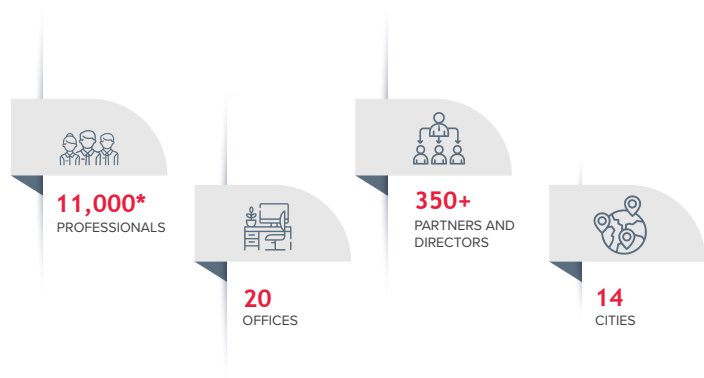 11,000*
PROFESSIONALS
20
OFFICES
350+
PARTNERS AND
DIRECTORS
14
CITIES